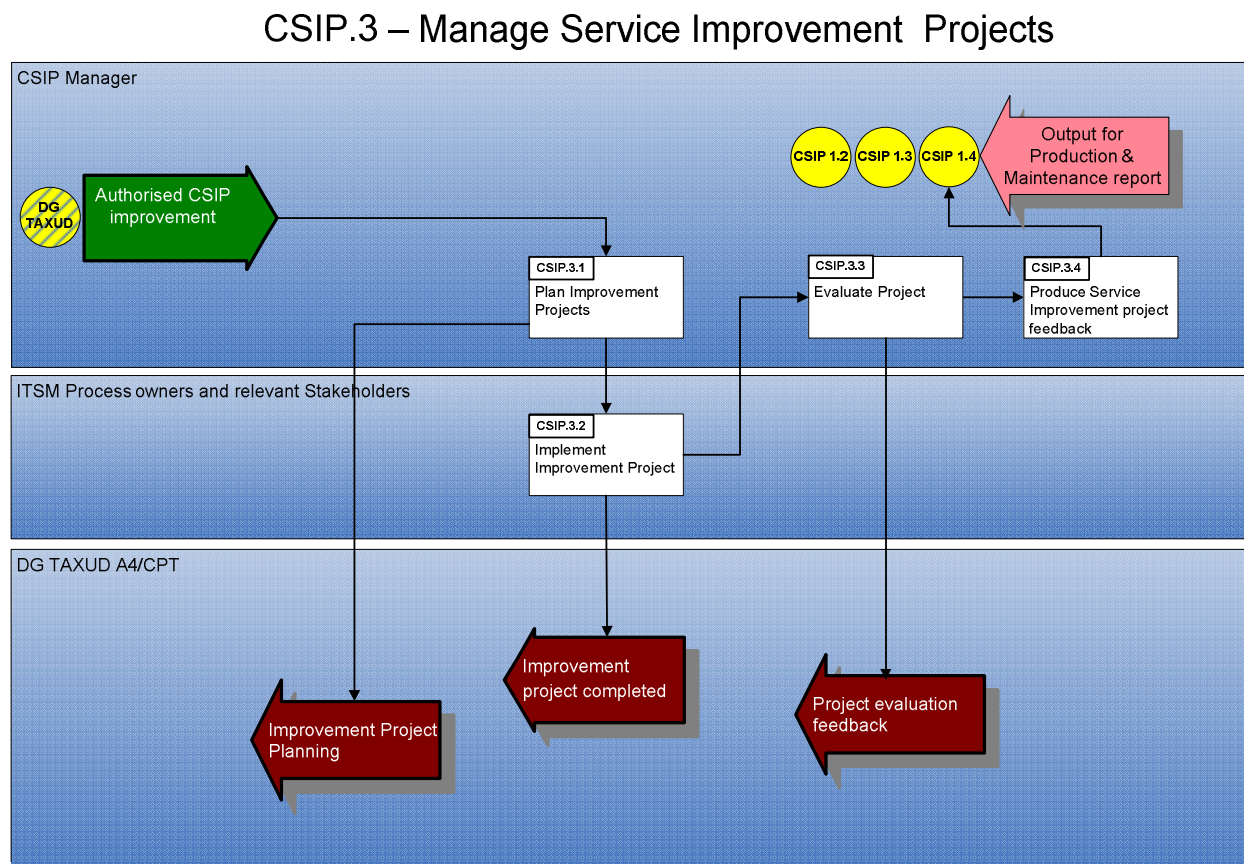 CSIP.3 – Manage Service Improvement Projects
CSIP Manager
DG
TAXUD
Authorised CSIP
improvement
CSIP 1.2
CSIP 1.3
CSIP 1.4
Output for
Production &
Maintenance report
CSIP.3.1
Plan Improvement
Projects
CSIP.3.3
Evaluate Project
CSIP.3.4
Produce Service
Improvement project
feedback
ITSM Process owners and relevant Stakeholders
CSIP.3.2
Implement
Improvement Project
DG TAXUD A4/CPT
Improvement Project
Planning
Improvement
project completed
Project evaluation
feedback